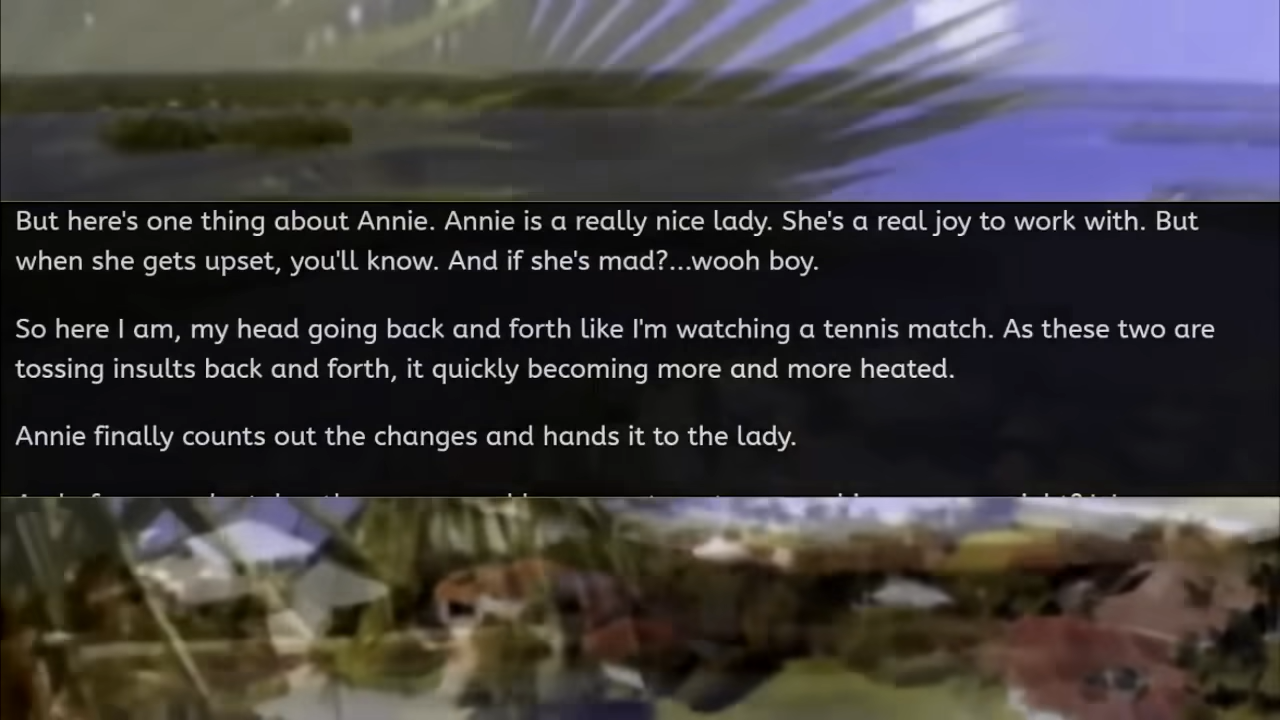 But here's one thing about Annie. Annie is a really nice lady. She's a real joy to work with. But
when she gets upset, you'll know. And if she's mad?...wooh boy.
So here I am, my head going back and forth like I'm watching a tennis match. As these two are
tossing insults back and forth, it quickly becoming more and more heated.
Annie finally counts out the changes and hands it to the lady.